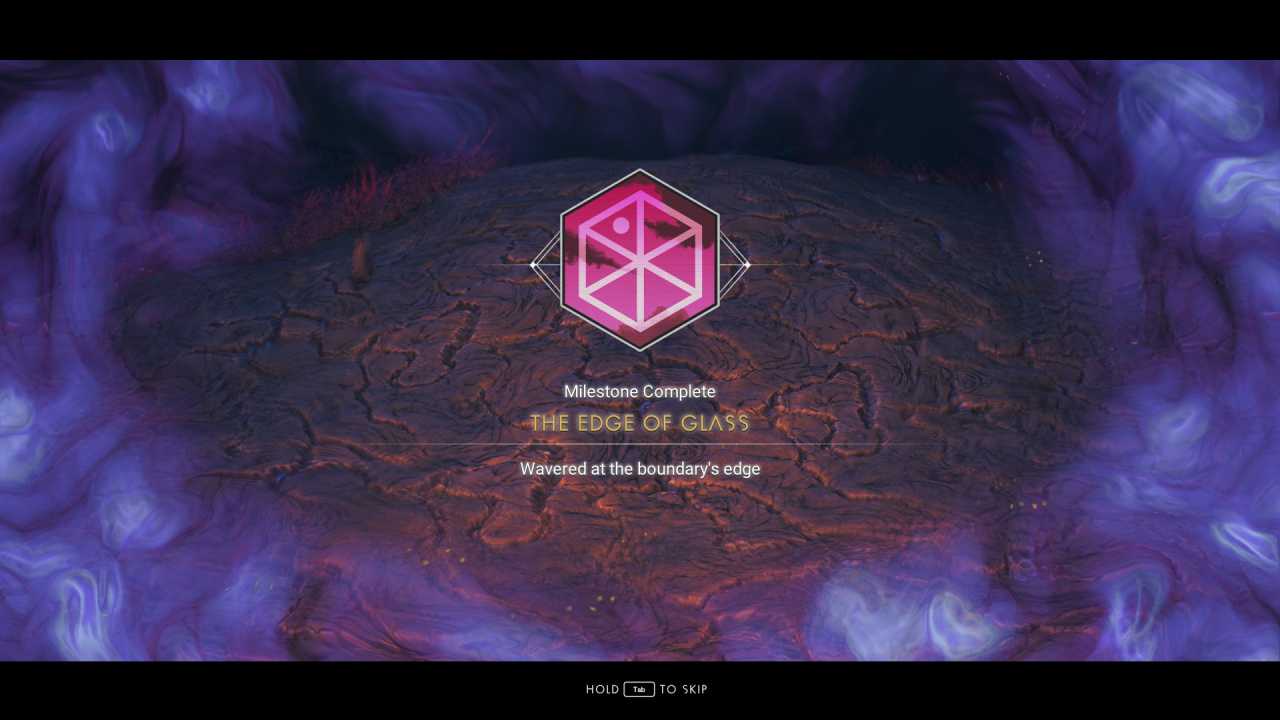 Milestone Complete
THE EDGE OF GLASS
Wavered at the boundary's edge
HOLD Tab TO SKIP